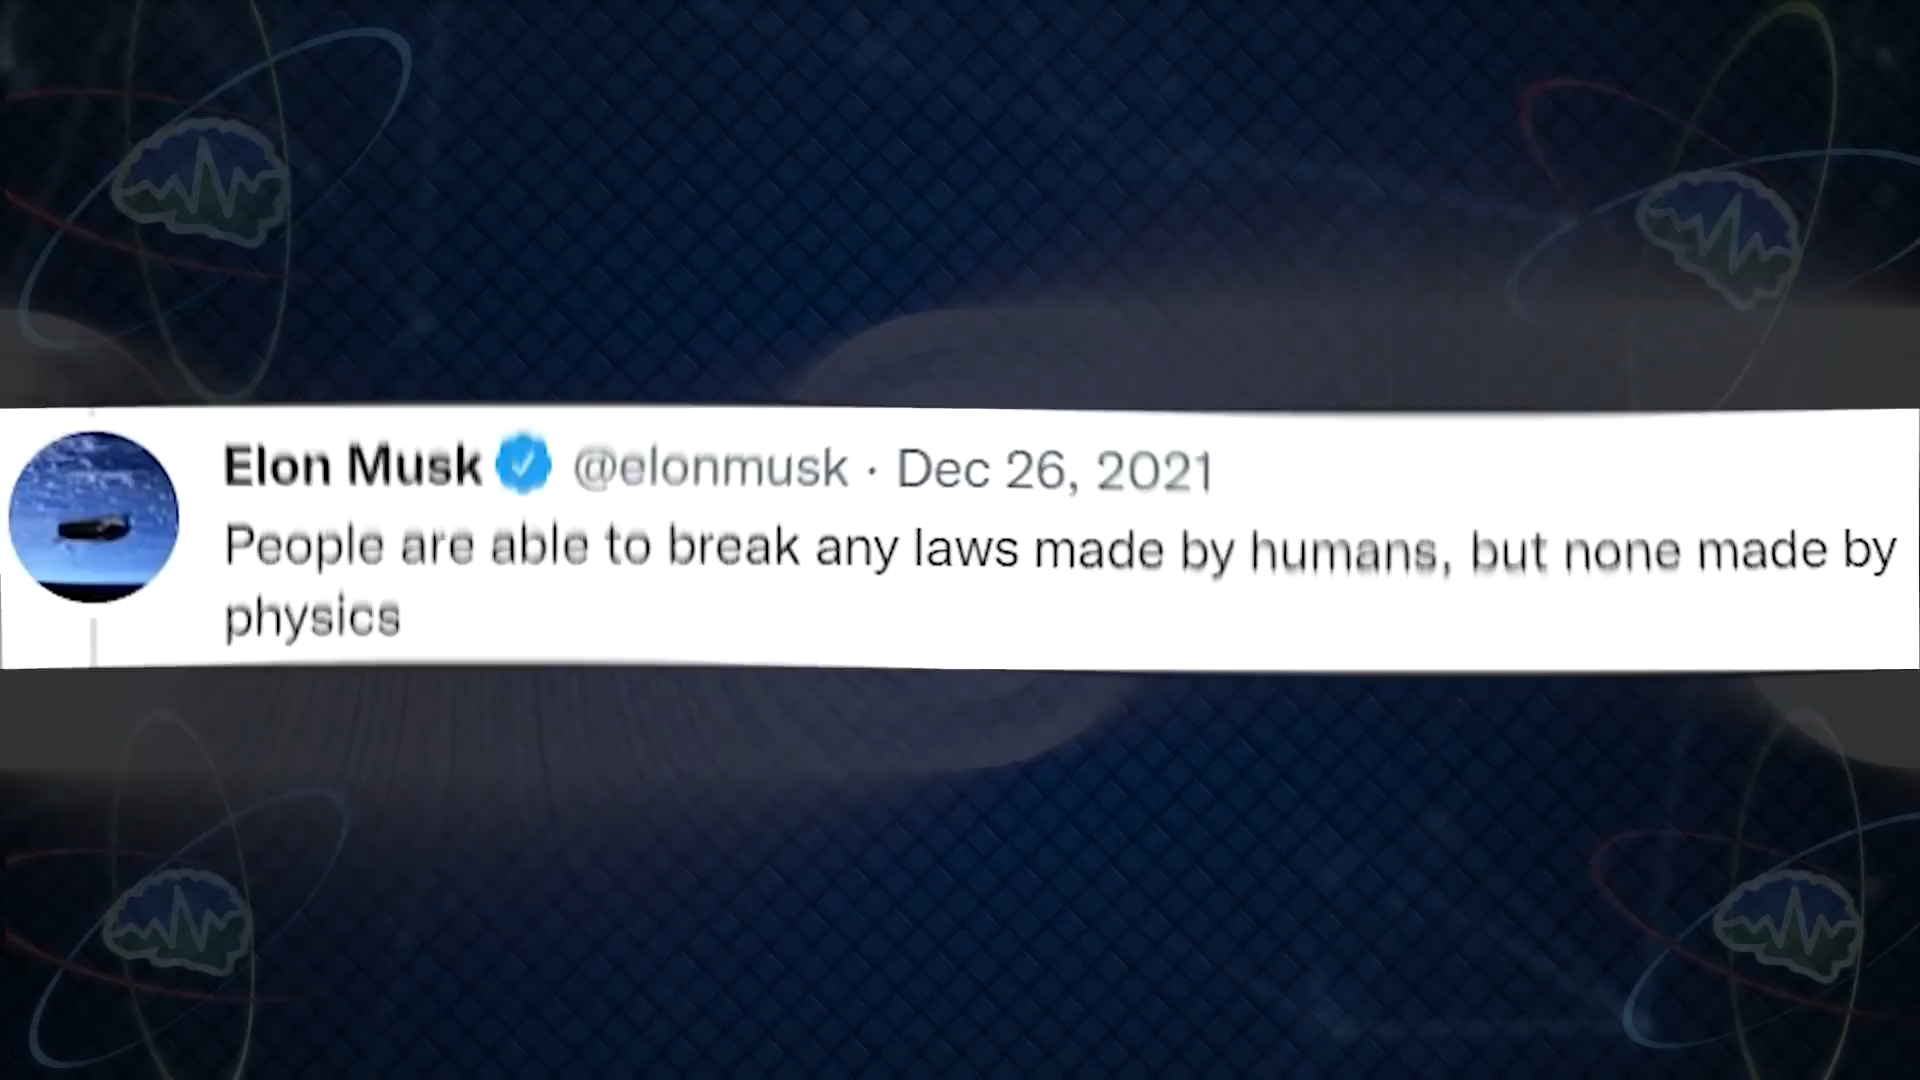 Elon Musk @elonmusk · Dec 26, 2021
People are able to break any laws made by humans, but none made by
physics